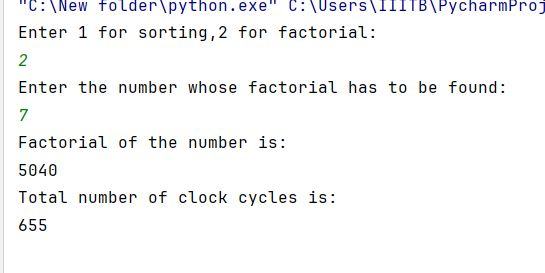 "C:\New folder\python.exe" C:\Users\IIITB\PycharmProj
Enter 1 for sorting,2 for factorial:
2
Enter the number whose factorial has to be found:
7
Factorial of the number is:
5040
Total number of clock cycles is:
655